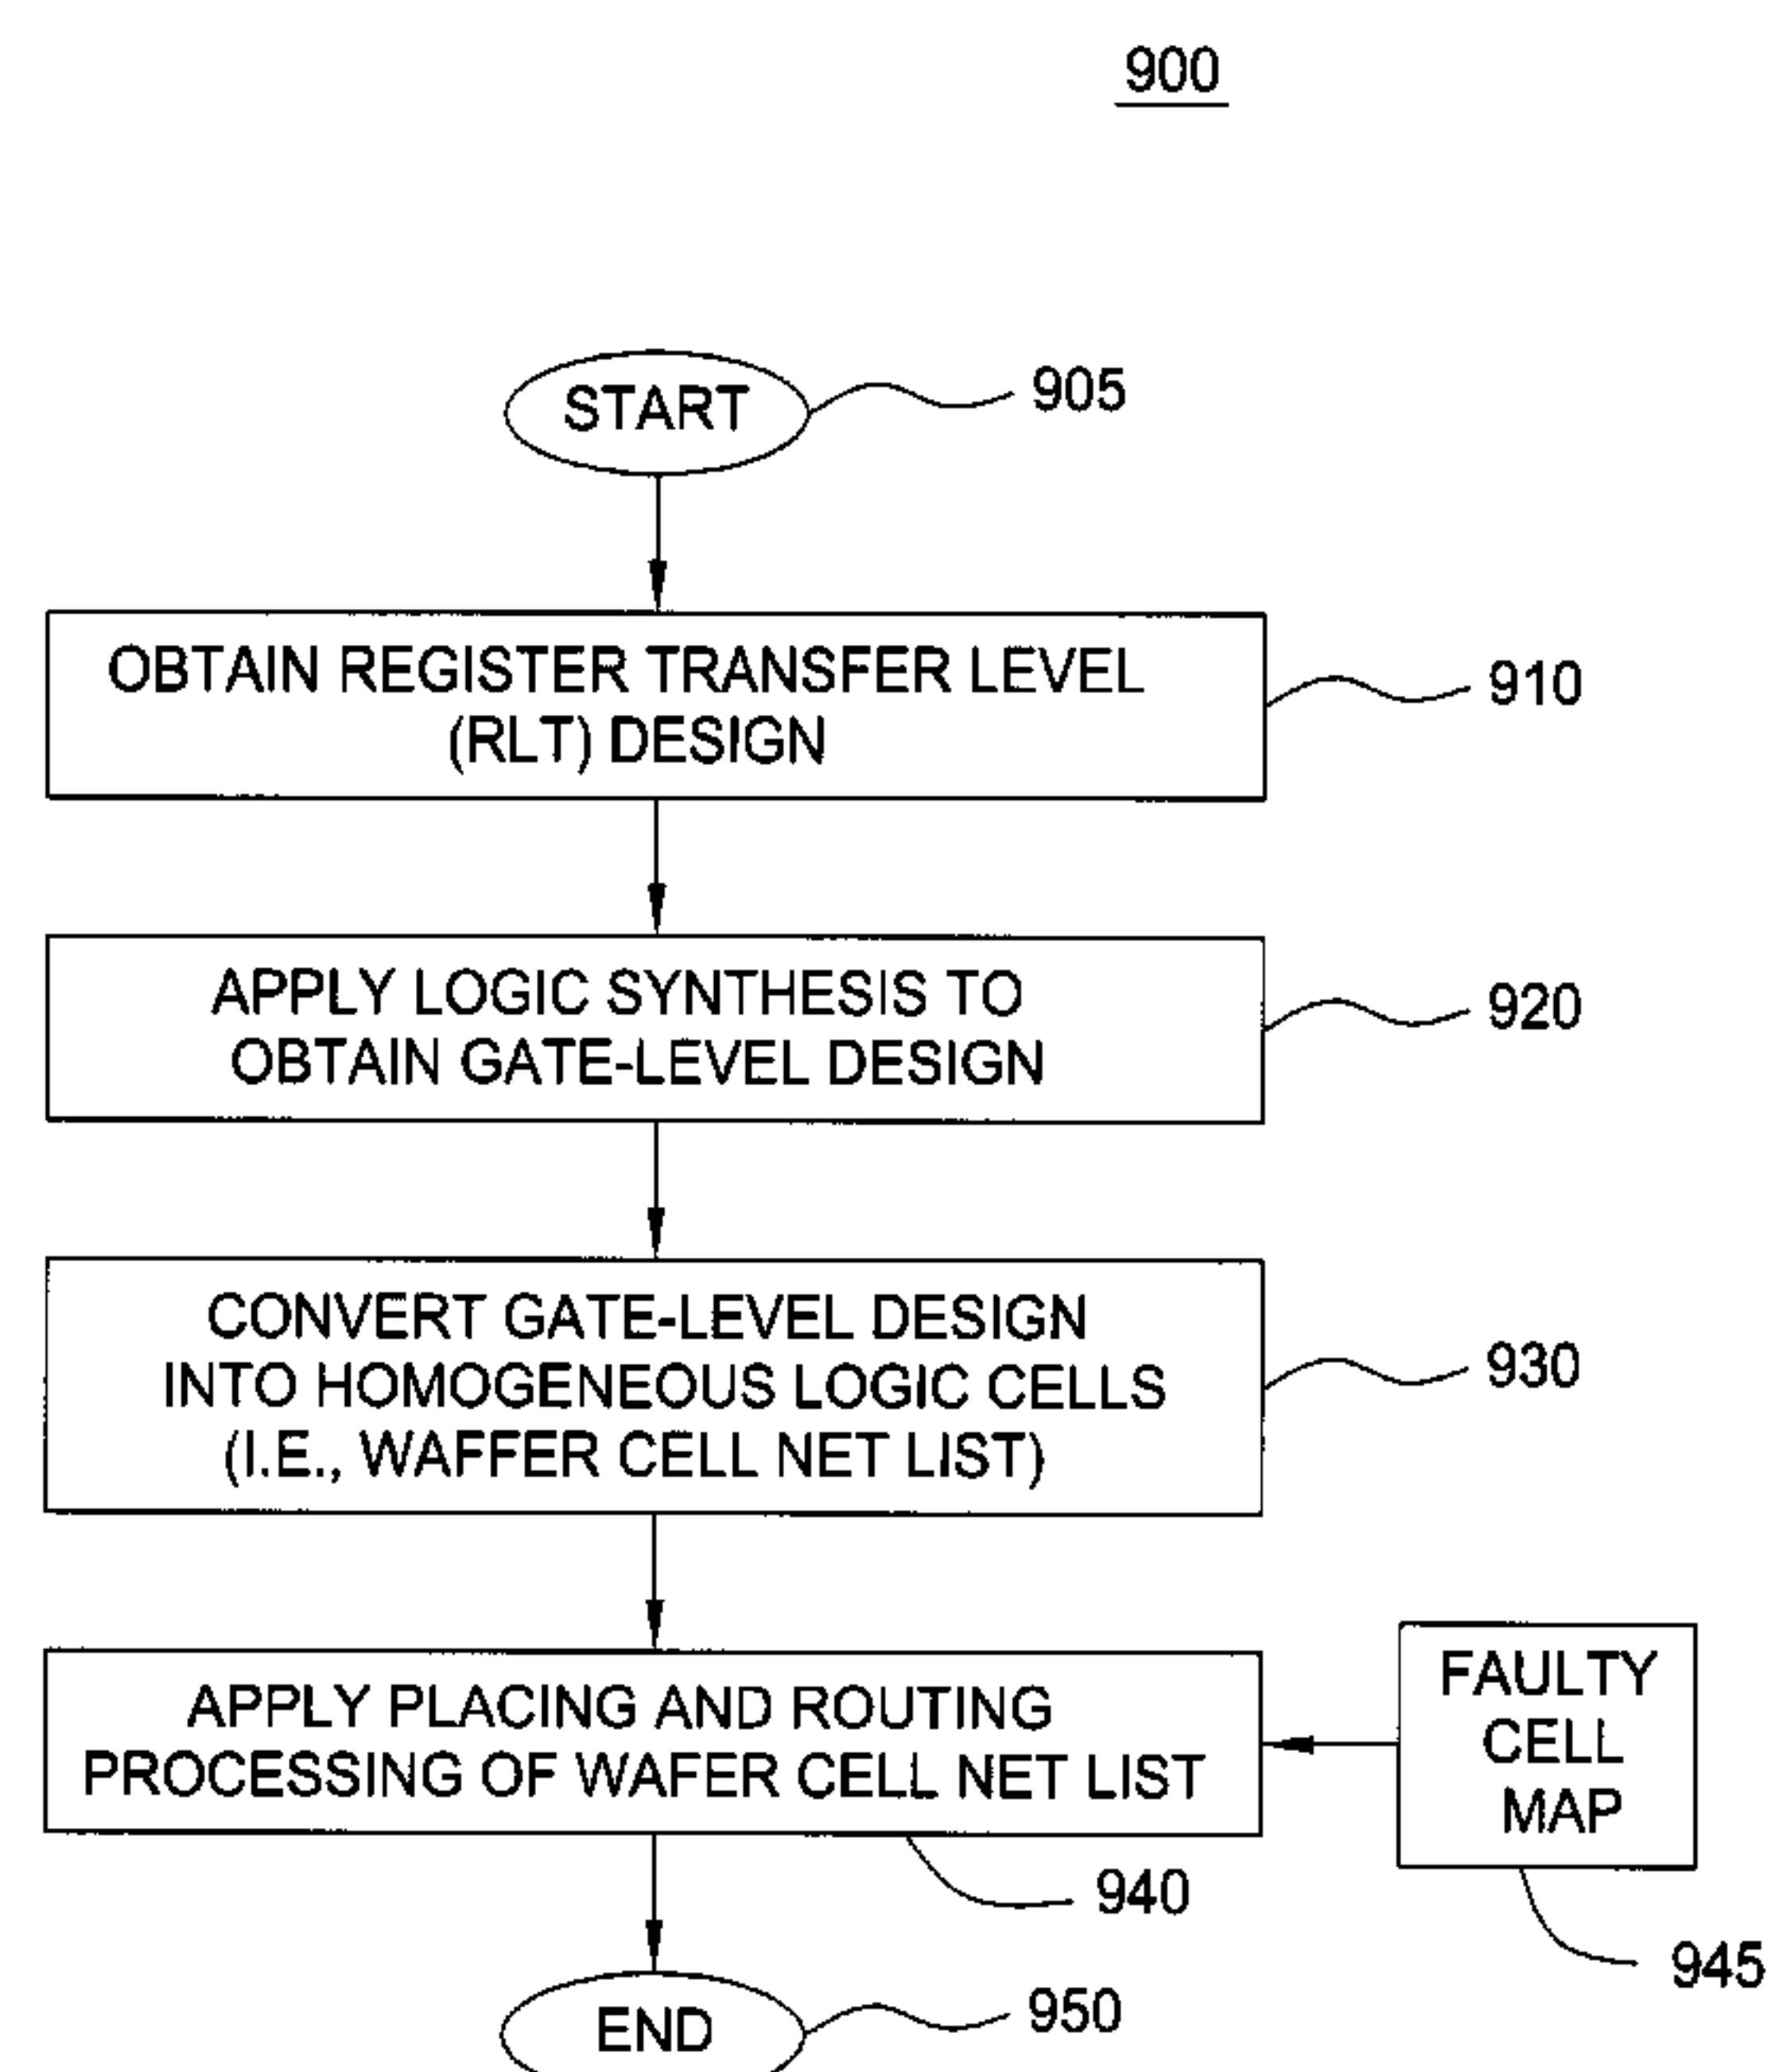 900
START
905
OBTAIN REGISTER TRANSFER LEVEL
(RLT) DESIGN
910
APPLY LOGIC SYNTHESIS TO
OBTAIN GATE-LEVEL DESIGN
920
CONVERT GATE-LEVEL DESIGN
INTO HOMOGENEOUS LOGIC CELLS
(I.E., WAFFER CELL NET LIST)
930
APPLY PLACING AND ROUTING
PROCESSING OF WAFER CELL NET LIST
940
FAULTY
CELL
MAP
945
END
950